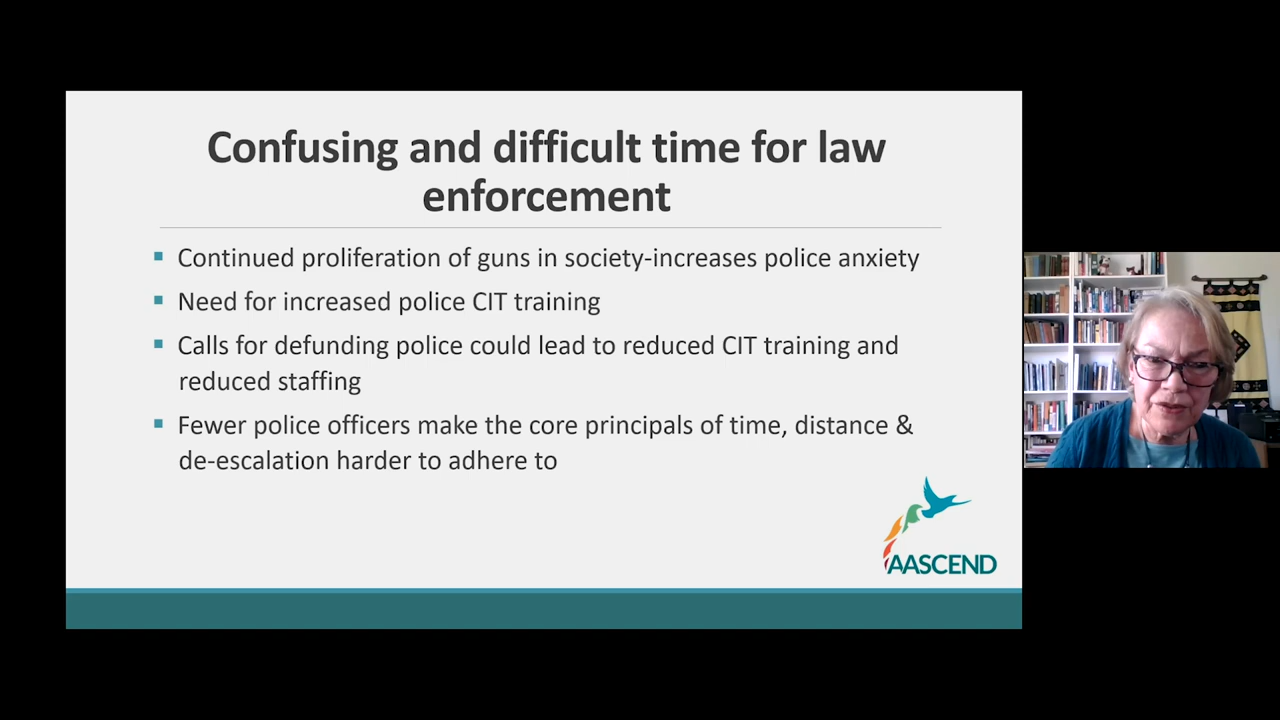 Confusing and difficult time for law
enforcement
▪ Continued proliferation of guns in society-increases police anxiety
▪ Need for increased police CIT training
▪ Calls for defunding police could lead to reduced CIT training and
reduced staffing
▪ Fewer police officers make the core principals of time, distance &
de-escalation harder to adhere to
AASCEND